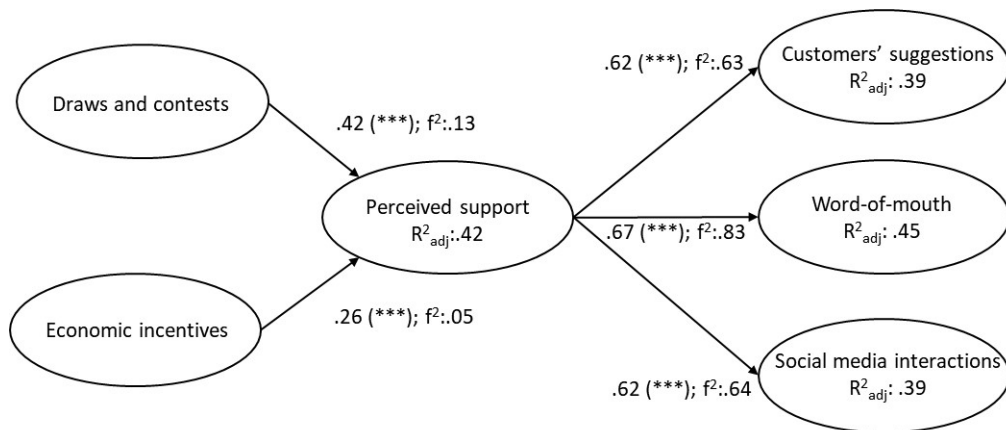 Draws and contests
.42 (***); f²:.13
Economic incentives
.26 (***); f²:.05
Perceived support
R²adj:.42
.62 (***); f²:.63
Customers’ suggestions
R²adj: .39
.67 (***); f²:.83
Word-of-mouth
R²adj: .45
.62 (***); f²:.64
Social media interactions
R²adj: .39